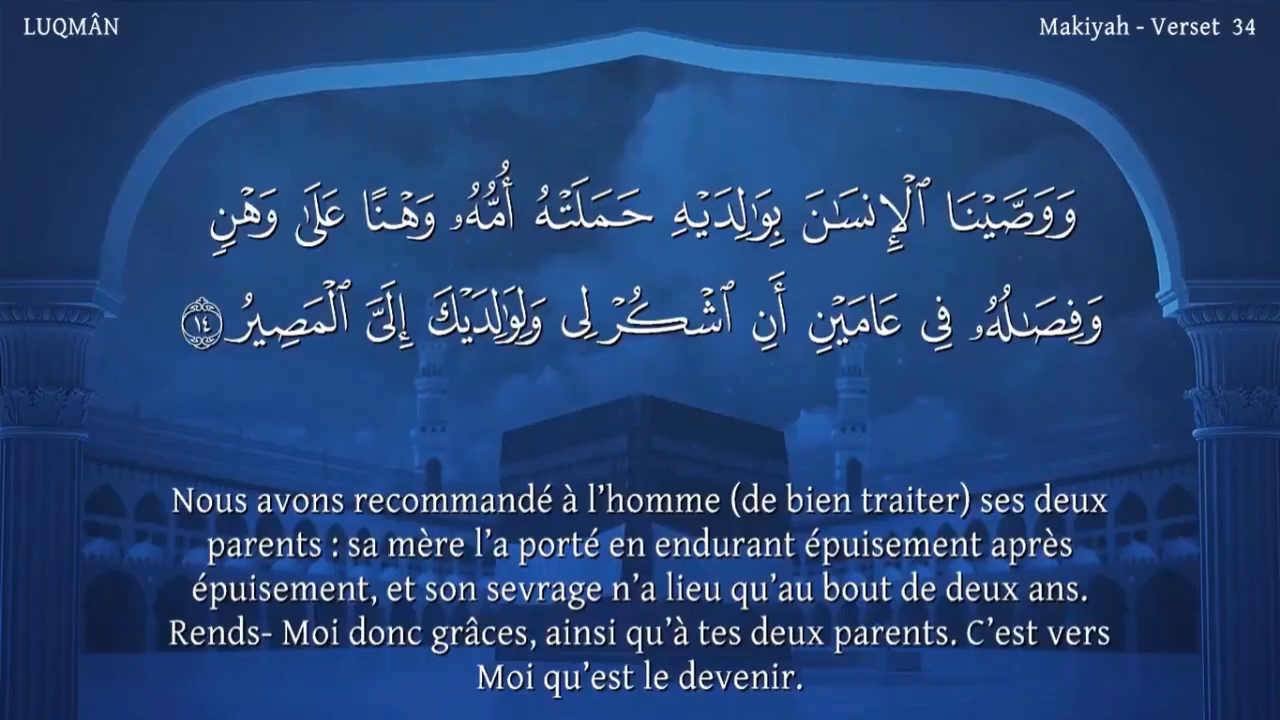 LUQMÂN
Makiyah - Verset 34
وَوَصَّيْنَا ٱلْإِنسَـٰنَ بِوَٰلِدَيْهِ حَمَلَتْهُ أُمُّهُۥ وَهْنًا عَلَىٰ وَهْنٍ
وَفِصَـٰلُهُۥ فِى عَامَيْنِ أَنِ ٱشْكُرْ لِى وَلِوَٰلِدَيْكَ إِلَىَّ ٱلْمَصِيرُ ١٤
Nous avons recommandé à l’homme (de bien traiter) ses deux
parents : sa mère l’a porté en endurant épuisement après
épuisement, et son sevrage n’a lieu qu’au bout de deux ans.
Rends- Moi donc grâces, ainsi qu’à tes deux parents. C’est vers
Moi qu’est le devenir.